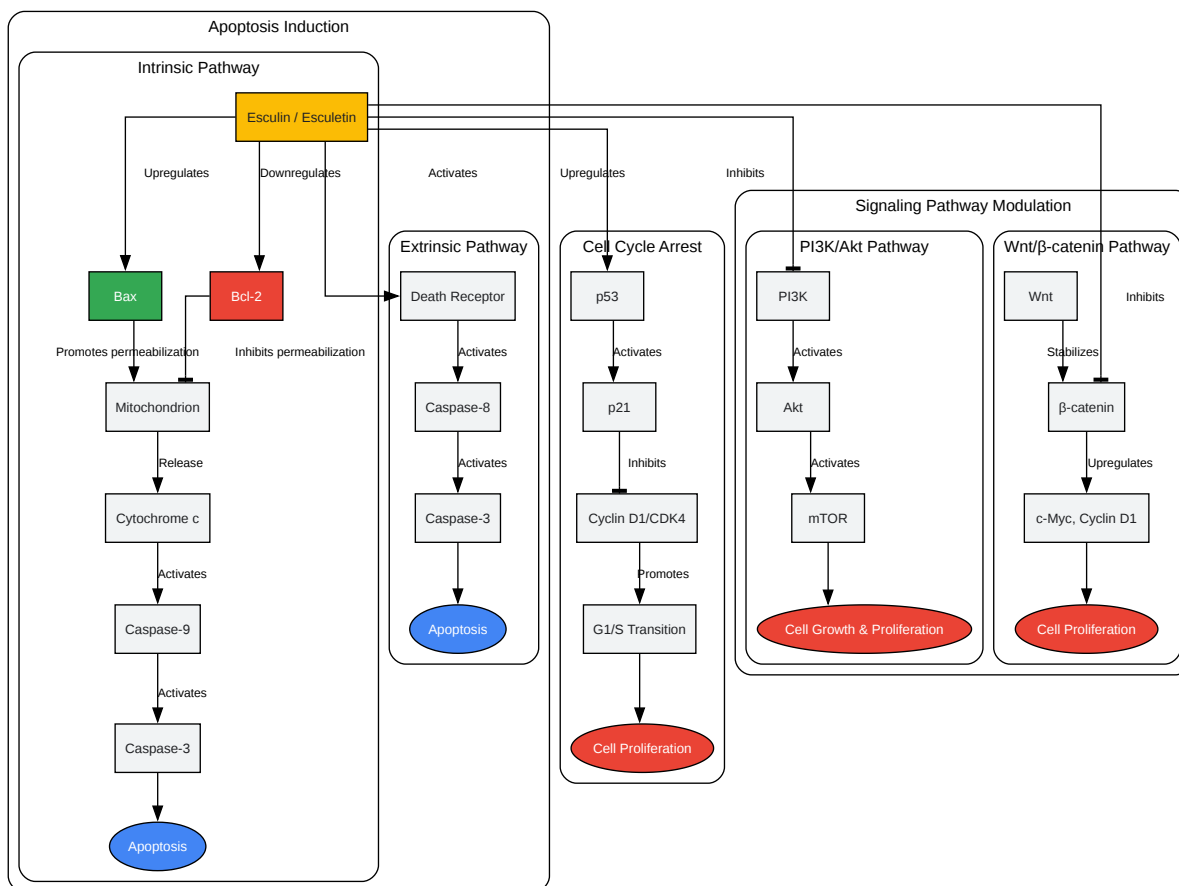 Apoptosis Induction
Intrinsic Pathway
Esculin / Esculetin
Upregulates
Downregulates
Activates
Upregulates
Inhibits
Signaling Pathway Modulation
Extrinsic Pathway
Cell Cycle Arrest
PI3K/Akt Pathway
Wnt/β-catenin Pathway
Bax
Bcl-2
Death Receptor
p53
PI3K
Wnt
Inhibits
Promotes permeabilization
Inhibits permeabilization
Activates
Activates
Activates
Stabilizes
Mitochondrion
Caspase-8
p21
Akt
β-catenin
Release
Activates
Inhibits
Activates
Upregulates
Cytochrome c
Caspase-3
Cyclin D1/CDK4
mTOR
c-Myc, Cyclin D1
Activates
Promotes
Caspase-9
Apoptosis
G1/S Transition
Cell Growth & Proliferation
Cell Proliferation
Activates
Caspase-3
Cell Proliferation
Apoptosis